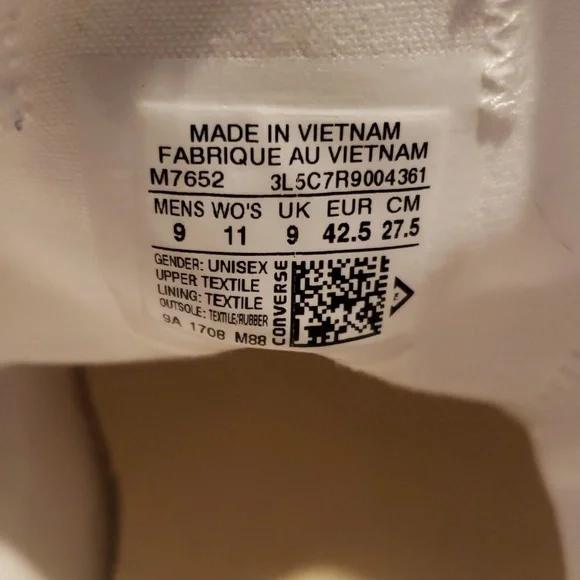 MADE IN VIETNAM
FABRIQUE AU VIETNAM
M7652 3L5C7R9004361
MENS WO'S UK EUR CM
9 11 9 42.5 27.5
GENDER: UNISEX
UPPER TEXTILE
LINING: TEXTILE
OUTSOLE: TEXTILE/RUBBER
9A 1708 M88
CONVERSE